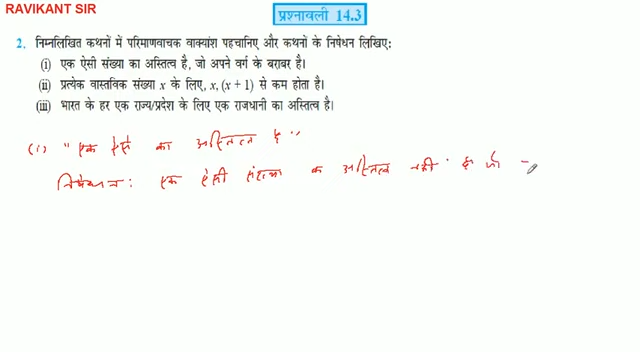 RAVIKANT SIR
प्रश्नावली 14.3
2. निम्नलिखित कथनों में परिमाणवाचक वाक्यांश पहचानिए और कथनों के निषेधन लिखिए:
(i) एक ऐसी संख्या का अस्तित्व है, जो अपने वर्ग के बराबर है।
(ii) प्रत्येक वास्तविक संख्या x के लिए, x, (x + 1) से कम होता है।
(iii) भारत के हर एक राज्य/प्रदेश के लिए एक राजधानी का अस्तित्व है।
(i) " एक ऐसे का अस्तित्व है "
निषेधन : एक ऐसी संख्या का अस्तित्व नहीं है जो